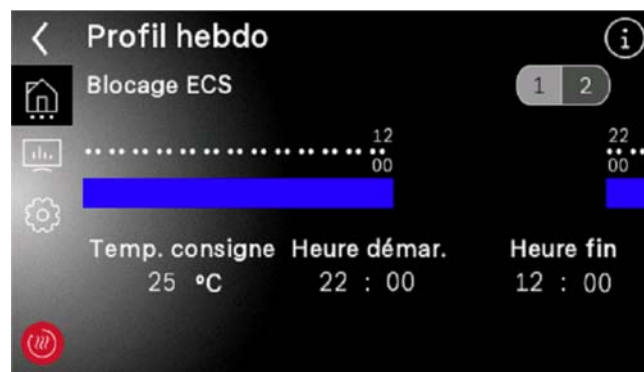 Profil hebdo
i
Blocage ECS
1 2
12 22
00 00
Temp. consigne Heure démar. Heure fin
25 °C 22 : 00 12 : 00